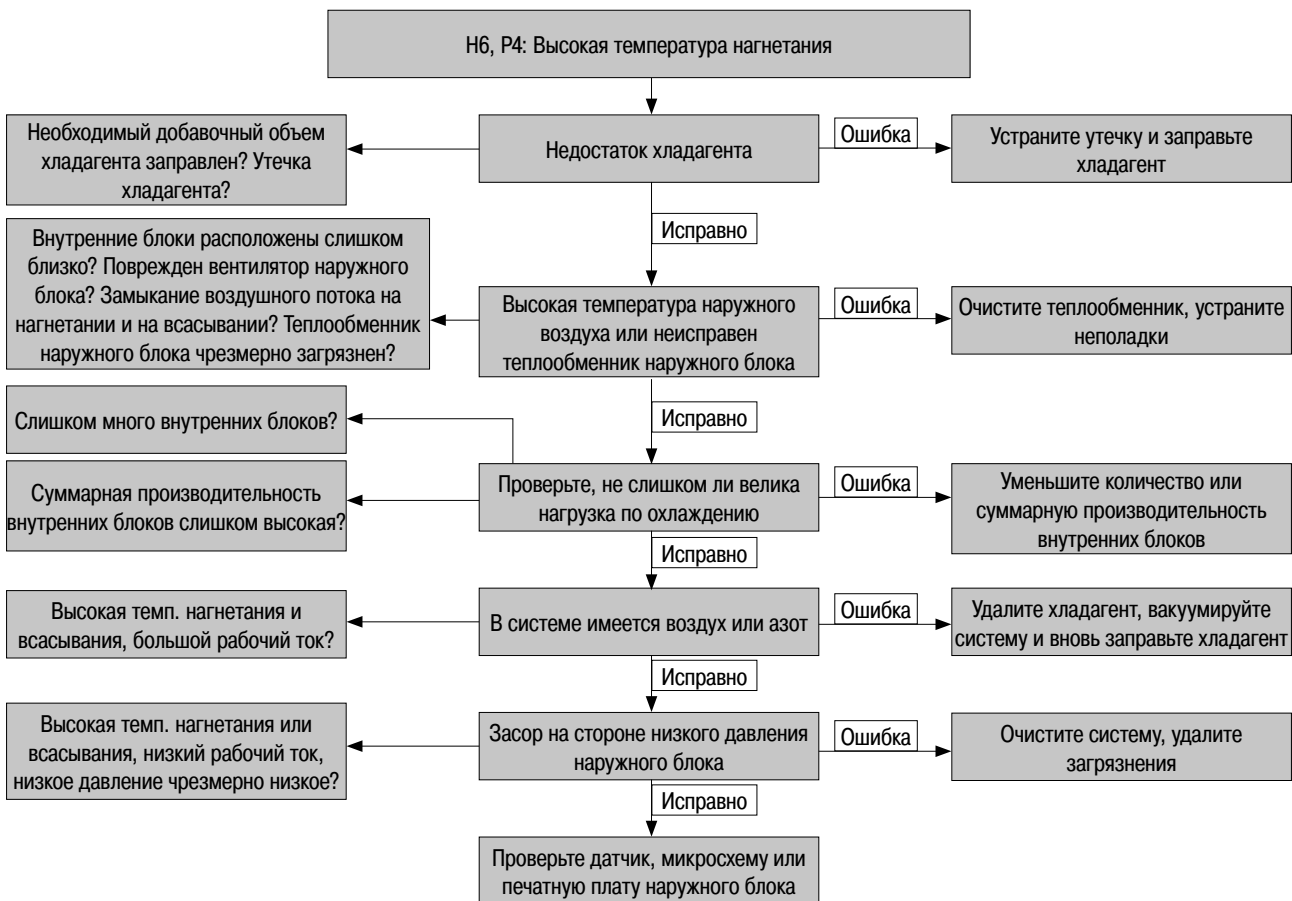 H6, P4: Высокая температура нагнетания
Необходимый добавочный объем
хладагента заправлен? Утечка
хладагента?
Недостаток хладагента
Ошибка
Устраните утечку и заправьте
хладагент
Исправно
Внутренние блоки расположены слишком
близко? Поврежден вентилятор наружного
блока? Замыкание воздушного потока на
нагнетании и на всасывании? Теплообменник
наружного блока чрезмерно загрязнен?
Высокая температура наружного
воздуха или неисправен
теплообменник наружного блока
Ошибка
Очистите теплообменник, устраните
неполадки
Исправно
Слишком много внутренних блоков?
Суммарная производительность
внутренних блоков слишком высокая?
Проверьте, не слишком ли велика
нагрузка по охлаждению
Ошибка
Уменьшите количество или
суммарную производительность
внутренних блоков
Исправно
Высокая темп. нагнетания и
всасывания, большой рабочий ток?
В системе имеется воздух или азот
Ошибка
Удалите хладагент, вакуумируйте
систему и вновь заправьте хладагент
Исправно
Высокая темп. нагнетания или
всасывания, низкий рабочий ток,
низкое давление чрезмерно низкое?
Засор на стороне низкого давления
наружного блока
Ошибка
Очистите систему, удалите
загрязнения
Исправно
Проверьте датчик, микросхему или
печатную плату наружного блока